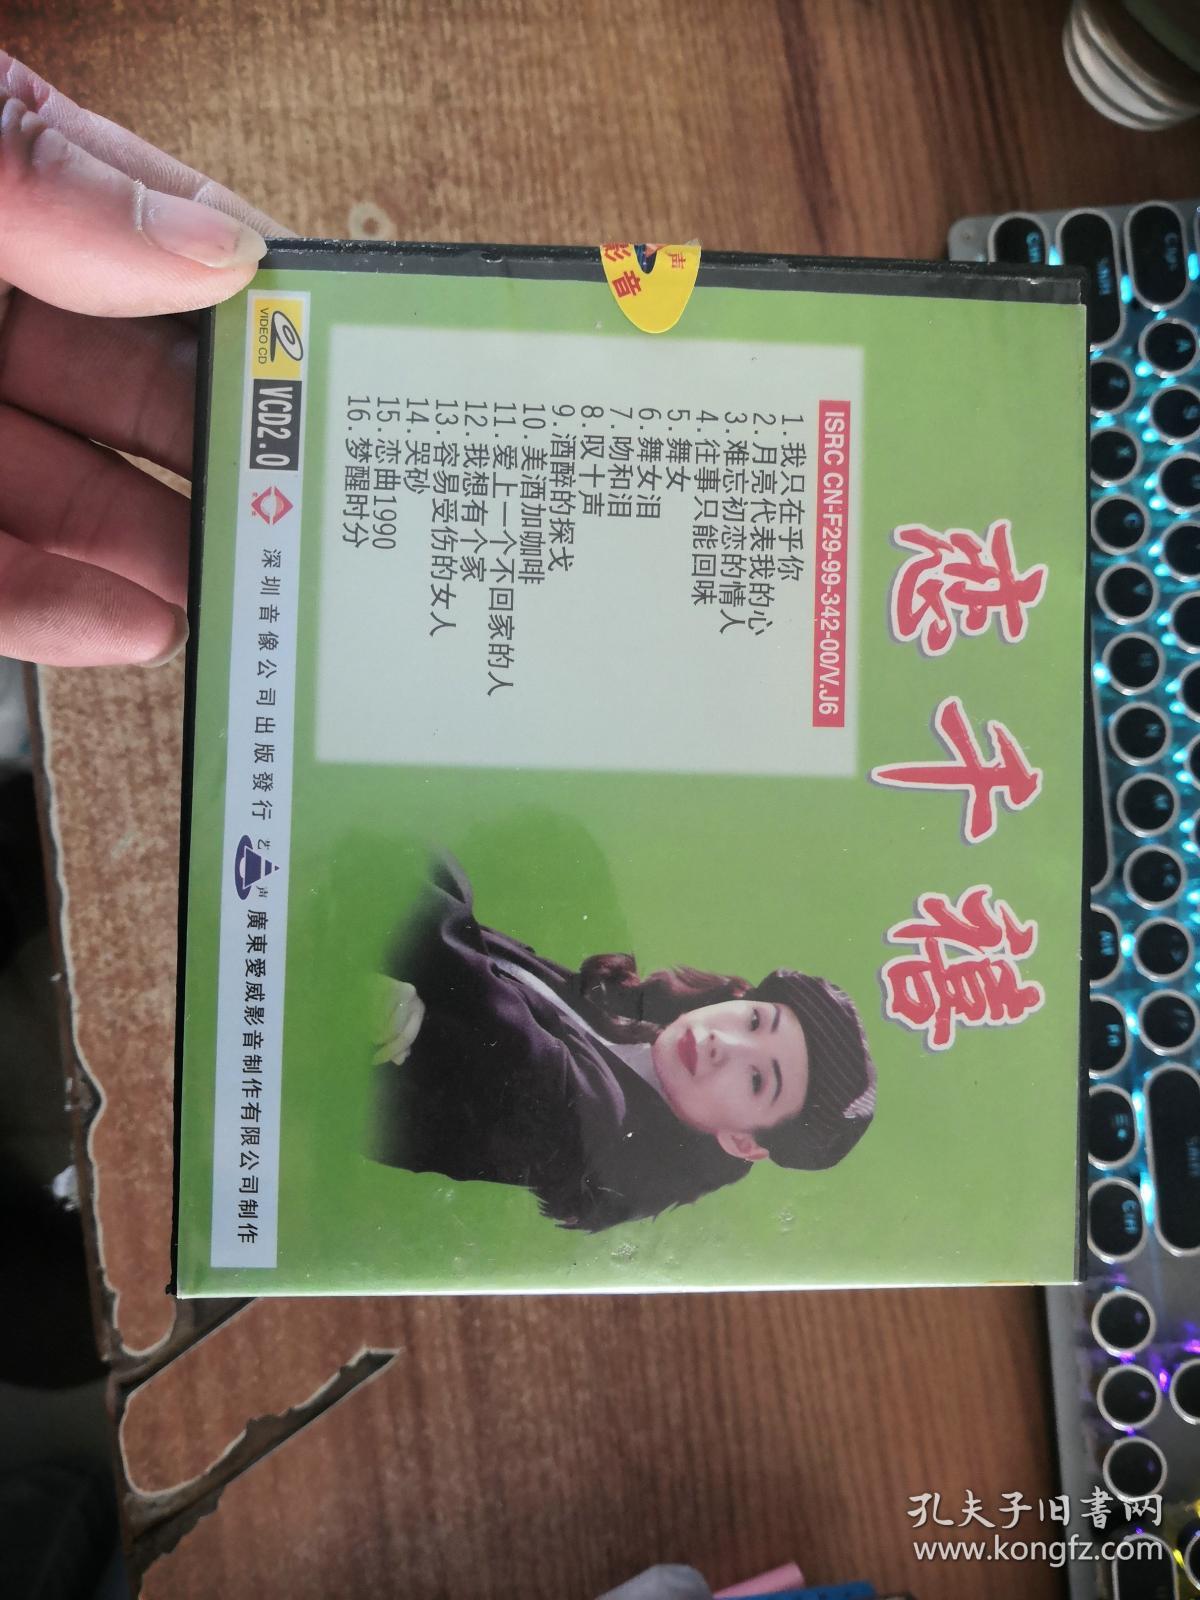 恋千禧
ISRC CN-F29-99-342-00/V.J6
1.我只在乎你
2.月亮代表我的心
3.难忘初恋的情人
4.往事只能回味
5.舞女
6.舞女泪
7.吻和泪
8.叹十声
9.酒醉的探戈
10.美酒加咖啡
11.爱上一个不回家的人
12.我想有个家
13.容易受伤的女人
14.哭砂
15.恋曲1990
16.梦醒时分
VIDEO CD
VCD2.0
深圳音像公司出版發行
艺声
廣東愛威影音制作有限公司制作
声
影音
孔夫子旧書网
www.kongfz.com